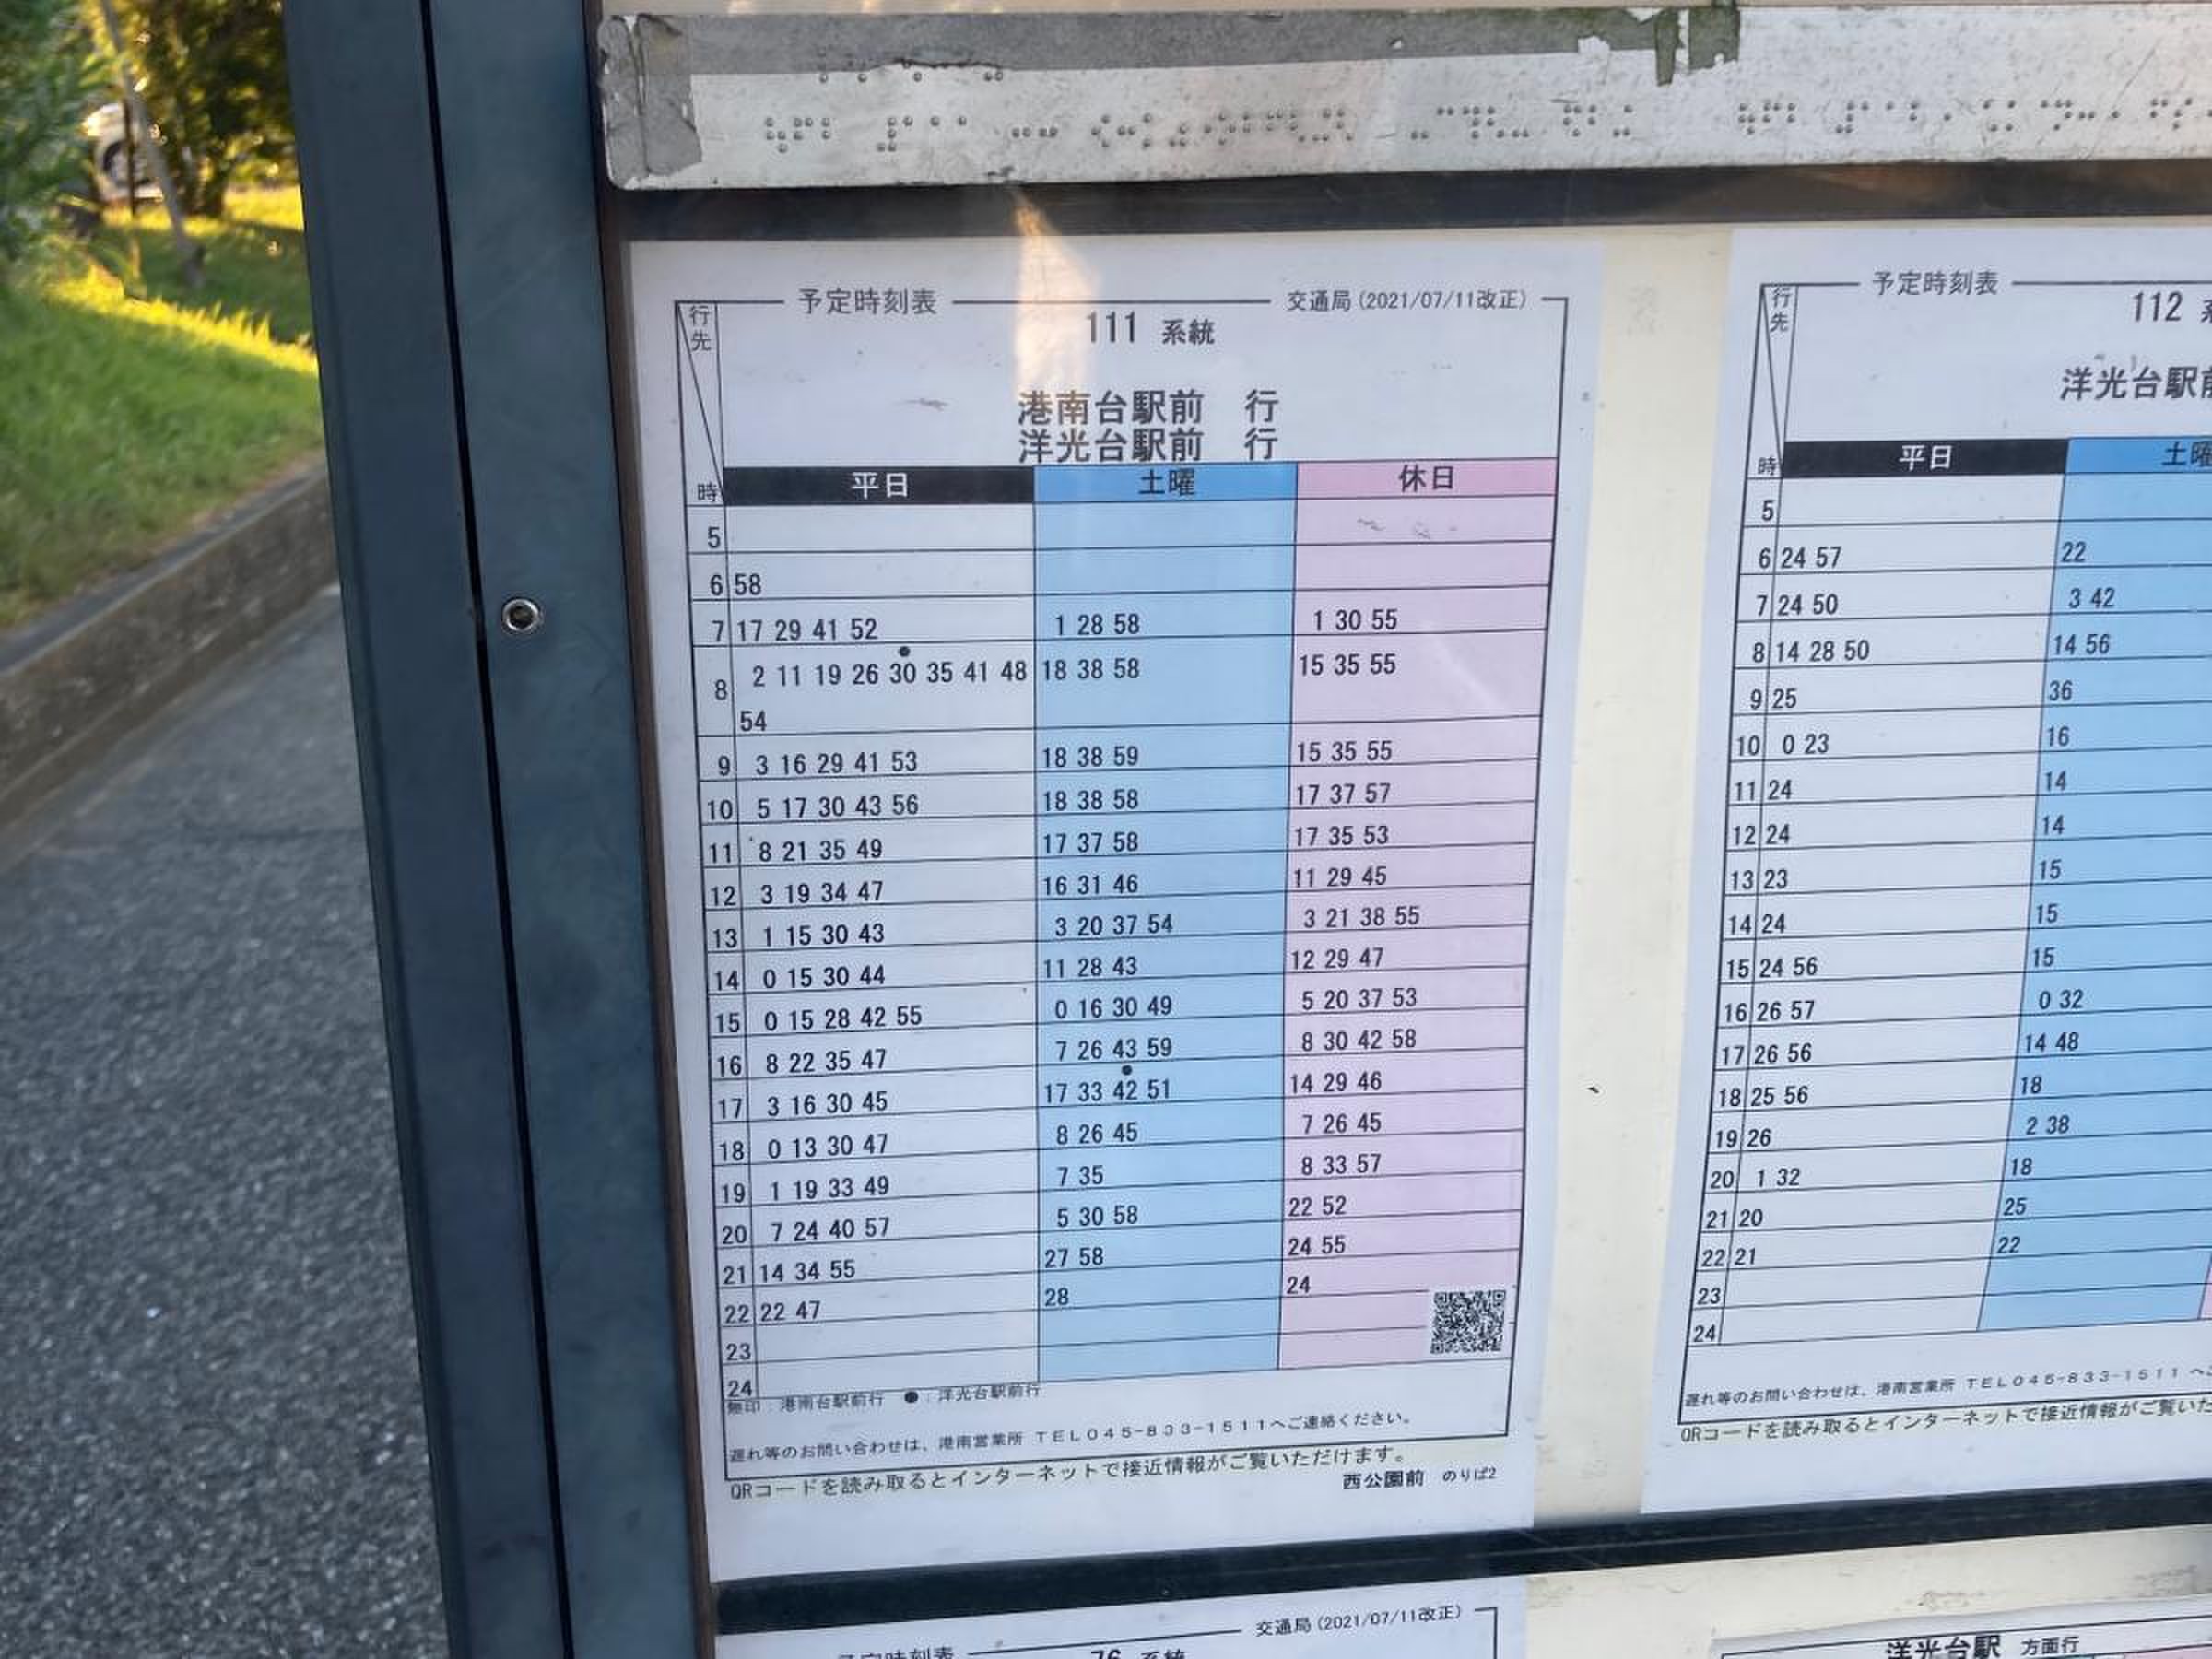 予定時刻表 交通局(2021/07/11改正)
行先
111 系統
港南台駅前 行
洋光台駅前 行
時 平日 土曜 休日
5
6 58
7 17 29 41 52 1 28 58 1 30 55
●
8 2 11 19 26 30 35 41 48 18 38 58 15 35 55
54
9 3 16 29 41 53 18 38 59 15 35 55
10 5 17 30 43 56 18 38 58 17 37 57
11 8 21 35 49 17 37 58 17 35 53
12 3 19 34 47 16 31 46 11 29 45
13 1 15 30 43 3 20 37 54 3 21 38 55
14 0 15 30 44 11 28 43 12 29 47
15 0 15 28 42 55 0 16 30 49 5 20 37 53
16 8 22 35 47 7 26 43 59 8 30 42 58
●
17 3 16 30 45 17 33 42 51 14 29 46
18 0 13 30 47 8 26 45 7 26 45
19 1 19 33 49 7 35 8 33 57
20 7 24 40 57 5 30 58 22 52
21 14 34 55 27 58 24 55
22 22 47 28 24
23
24
無印:港南台駅前行 ●:洋光台駅前行
遅れ等のお問い合わせは、港南営業所 TEL045-833-1511へご連絡ください。
QRコードを読み取るとインターネットで接近情報がご覧いただけます。
西公園前 のりば2
予定時刻表
行先
112
洋光台駅
時 平日 土曜
5
6 24 57 22
7 24 50 3 42
8 14 28 50 14 56
9 25 36
10 0 23 16
11 24 14
12 24 14
13 23 15
14 24 15
15 24 56 15
16 26 57 0 32
17 26 56 14 48
18 25 56 18
19 26 2 38
20 1 32 18
21 20 25
22 21 22
23
24
遅れ等のお問い合わせは、港南営業所 TEL045-833-1511 へ
QRコードを読み取るとインターネットで接近情報がご覧いた
予定時刻表 交通局(2021/07/11改正)
76 系統
洋光台駅 方面行